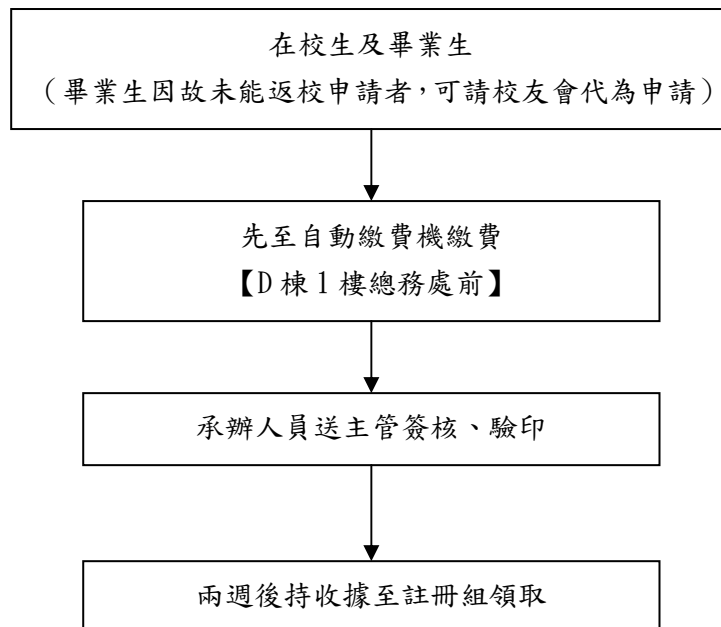 在校生及畢業生
（畢業生因故未能返校申請者，可請校友會代為申請）
先至自動繳費機繳費
【D棟1樓總務處前】
承辦人員送主管簽核、驗印
兩週後持收據至註冊組領取